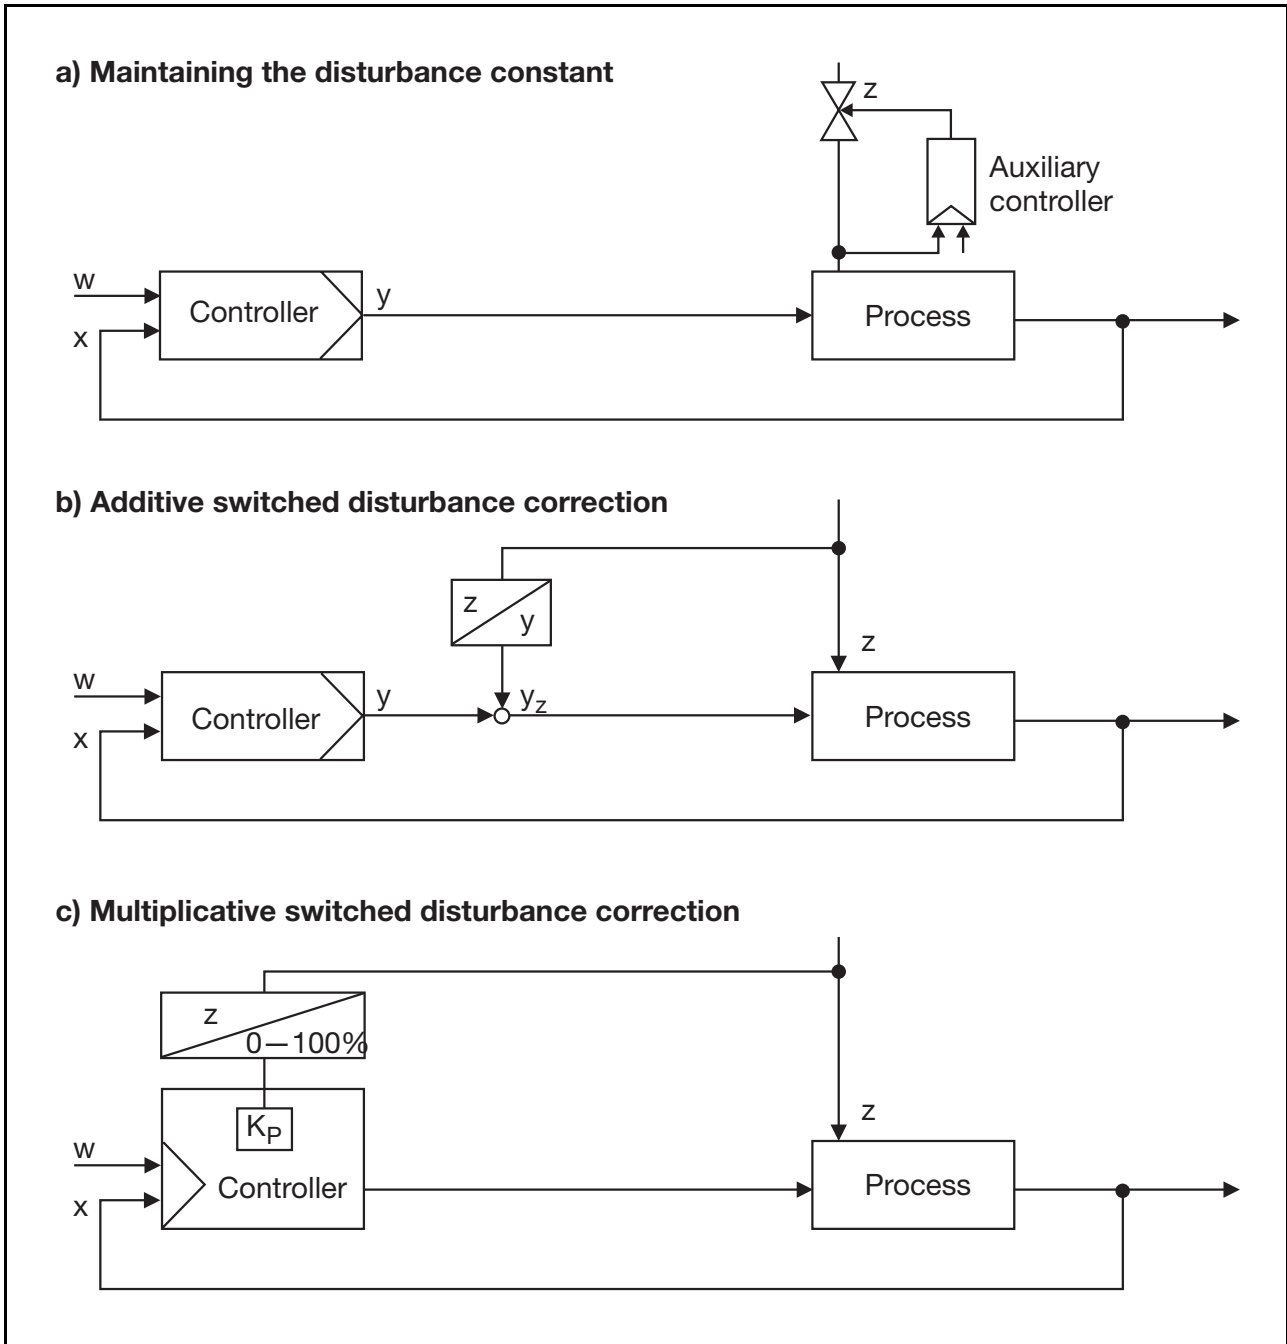 a) Maintaining the disturbance constant
z
Auxiliary
controller
w
Controller
y
Process
x
b) Additive switched disturbance correction
z
y
z
w
Controller
y
yz
Process
x
c) Multiplicative switched disturbance correction
z
0–100%
KP
z
w
Controller
Process
x